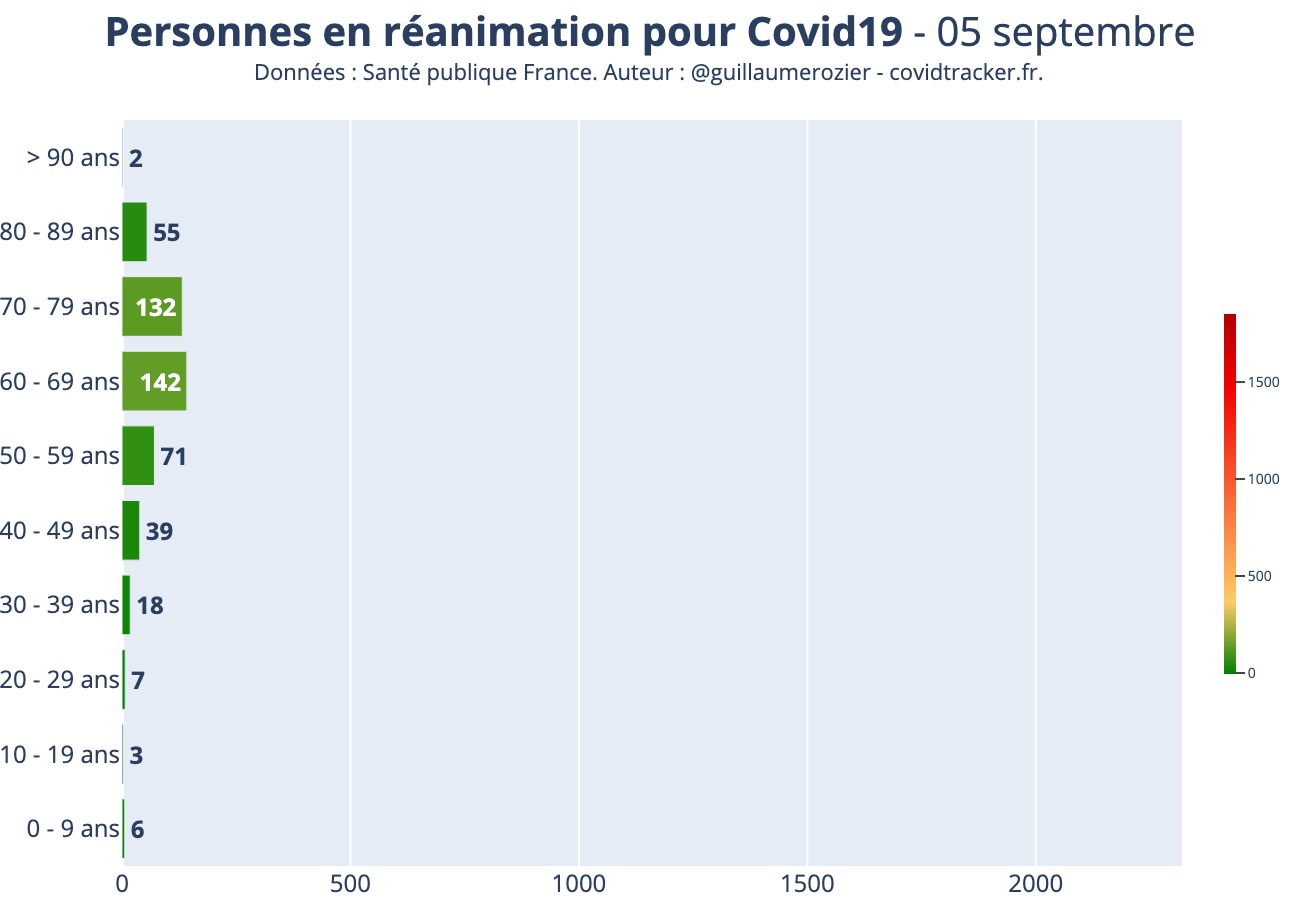 Personnes en réanimation pour Covid19 - 05 septembre
Données : Santé publique France. Auteur : @guillaumerozier - covidtracker.fr.
> 90 ans 2
80 - 89 ans 55
70 - 79 ans 132
60 - 69 ans 142
50 - 59 ans 71
40 - 49 ans 39
30 - 39 ans 18
20 - 29 ans 7
10 - 19 ans 3
0 - 9 ans 6
0 500 1000 1500 2000
1500
1000
500
0